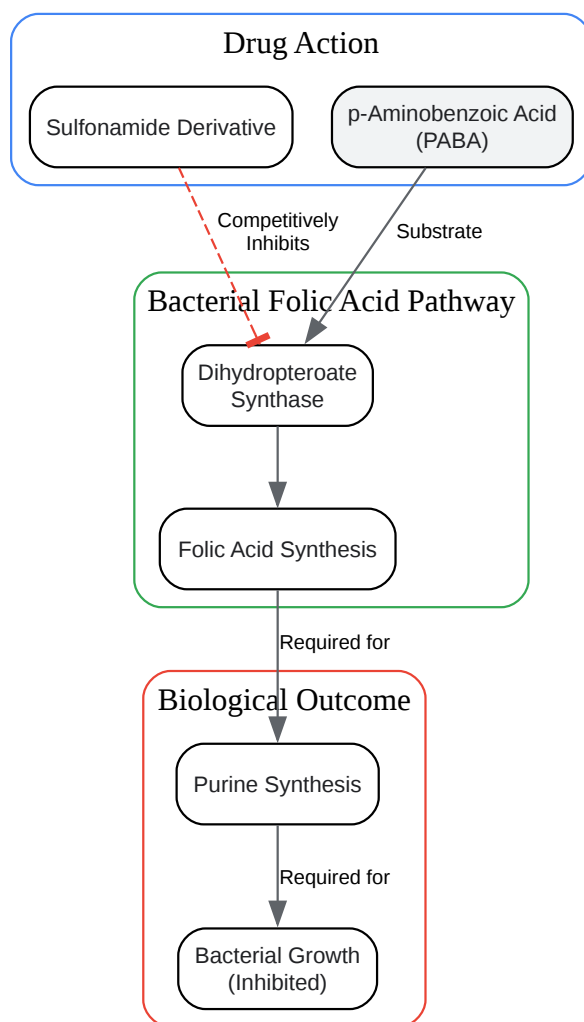 Drug Action
Sulfonamide Derivative
p-Aminobenzoic Acid
(PABA)
Competitively
Inhibits
Substrate
Bacterial Folic Acid Pathway
Dihydropteroate
Synthase
Folic Acid Synthesis
Required for
Biological Outcome
Purine Synthesis
Required for
Bacterial Growth
(Inhibited)